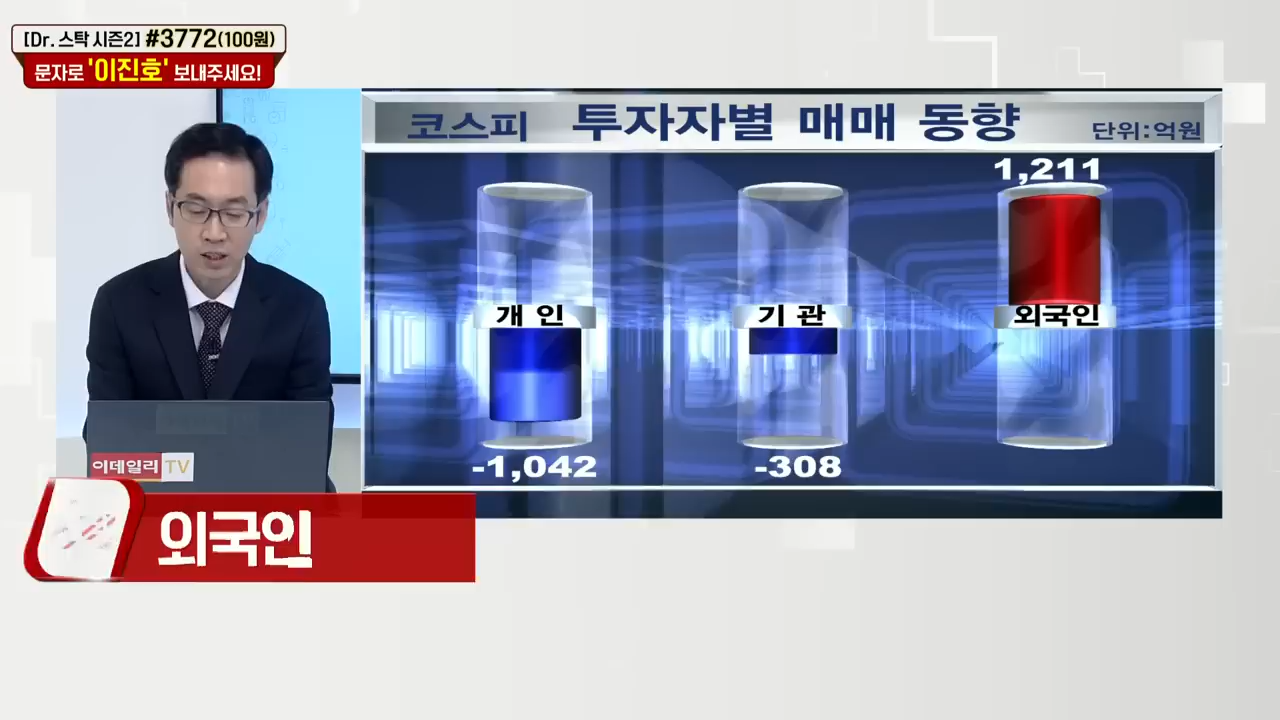 [Dr. 스탁 시즌2] #3772(100원)
문자로 '이진호' 보내주세요!
코스피 투자자별 매매 동향
단위:억원
1,211
개인 기관 외국인
-1,042 -308
이데일리 TV
외국인